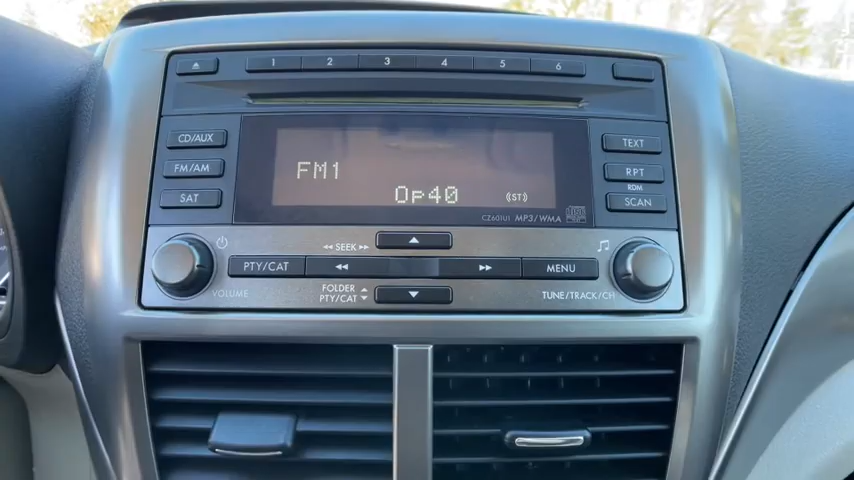 1 2 3 4 5 6
CD/AUX
FM/AM
SAT
FM1
Op40 (ST)
CZ601U1 MP3/WMA
TEXT
RPT
RDM
SCAN
SEEK
PTY/CAT
MENU
VOLUME
FOLDER
PTY/CAT
TUNE/TRACK/CH